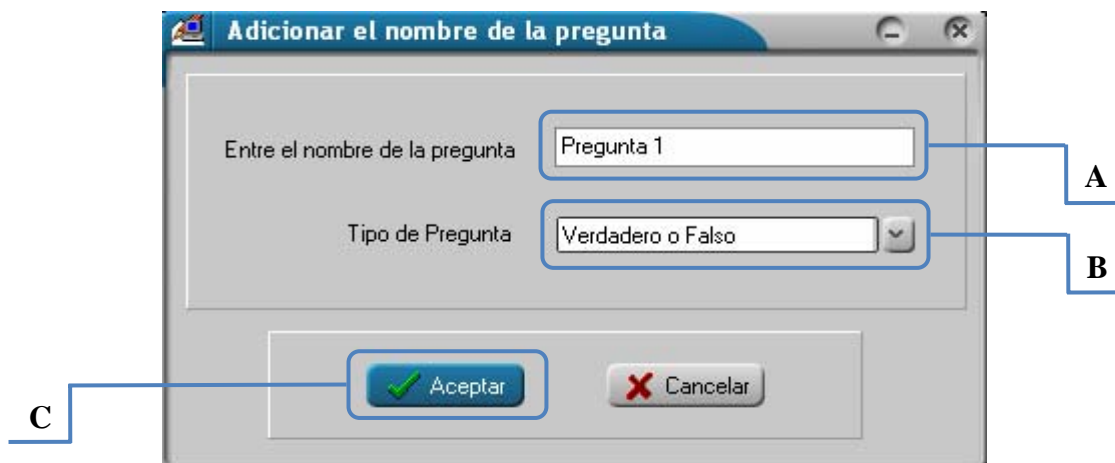 Adicionar el nombre de la pregunta
Entre el nombre de la pregunta Pregunta 1
A
Tipo de Pregunta Verdadero o Falso
B
Aceptar Cancelar
C